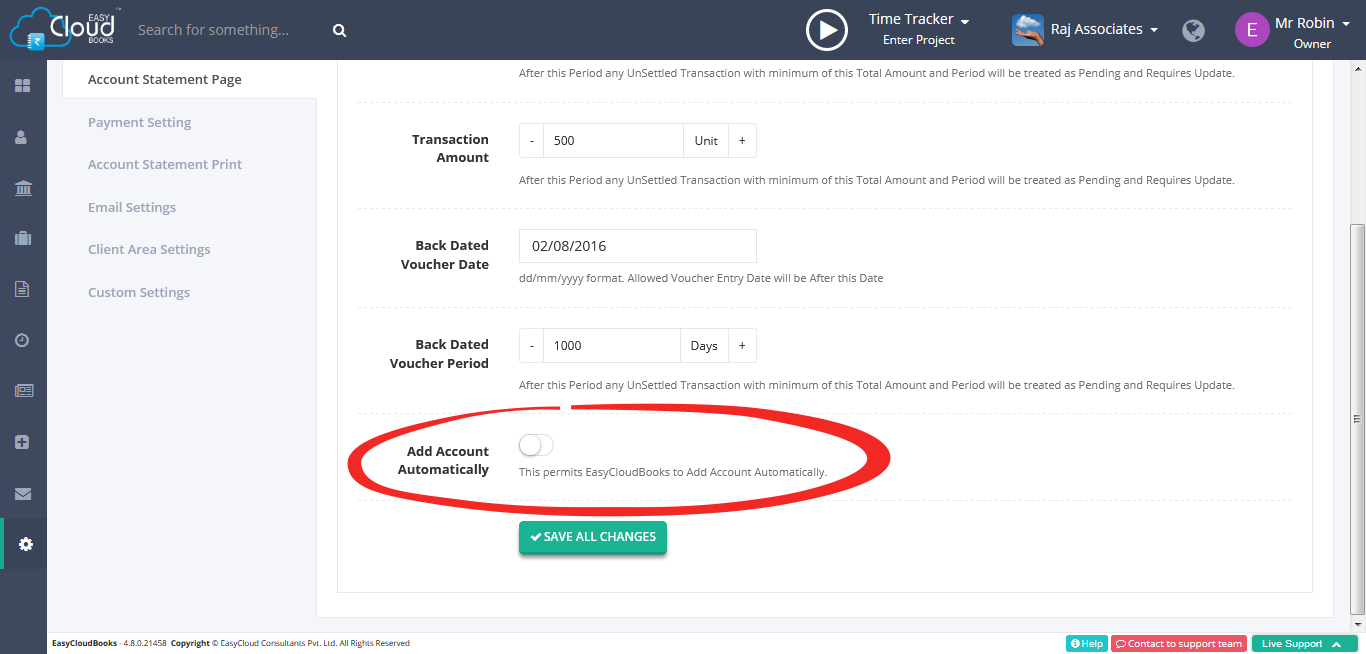 EASY
Cloud
BOOKS
™
₹
Search for something...
Time Tracker
Enter Project
Raj Associates
E
Mr Robin
Owner
Account Statement Page
Payment Setting
Account Statement Print
Email Settings
Client Area Settings
Custom Settings
After this Period any UnSettled Transaction with minimum of this Total Amount and Period will be treated as Pending and Requires Update.
Transaction
Amount
- 500 Unit +
After this Period any UnSettled Transaction with minimum of this Total Amount and Period will be treated as Pending and Requires Update.
Back Dated
Voucher Date
02/08/2016
dd/mm/yyyy format. Allowed Voucher Entry Date will be After this Date
Back Dated
Voucher Period
- 1000 Days +
After this Period any UnSettled Transaction with minimum of this Total Amount and Period will be treated as Pending and Requires Update.
Add Account
Automatically
This permits EasyCloudBooks to Add Account Automatically.
SAVE ALL CHANGES
EasyCloudBooks - 4.8.0.21458 Copyright © EasyCloud Consultants Pvt. Ltd. All Rights Reserved
Help
Contact to support team
Live Support